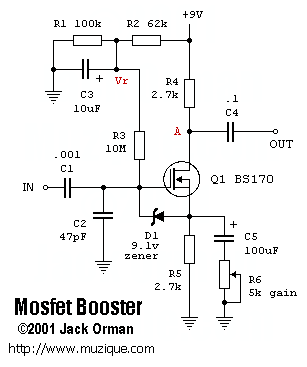 +9V
R1 100k
R2 62k
Vr
+
C3
10uF
R4
2.7k
.1
C4
A
OUT
R3
10M
.001
C1
IN
Q1 BS170
C2
47pF
D1
9.1v
zener
+
C5
100uF
R5
2.7k
R6
5k gain
Mosfet Booster
©2001 Jack Orman
http://www.muzique.com